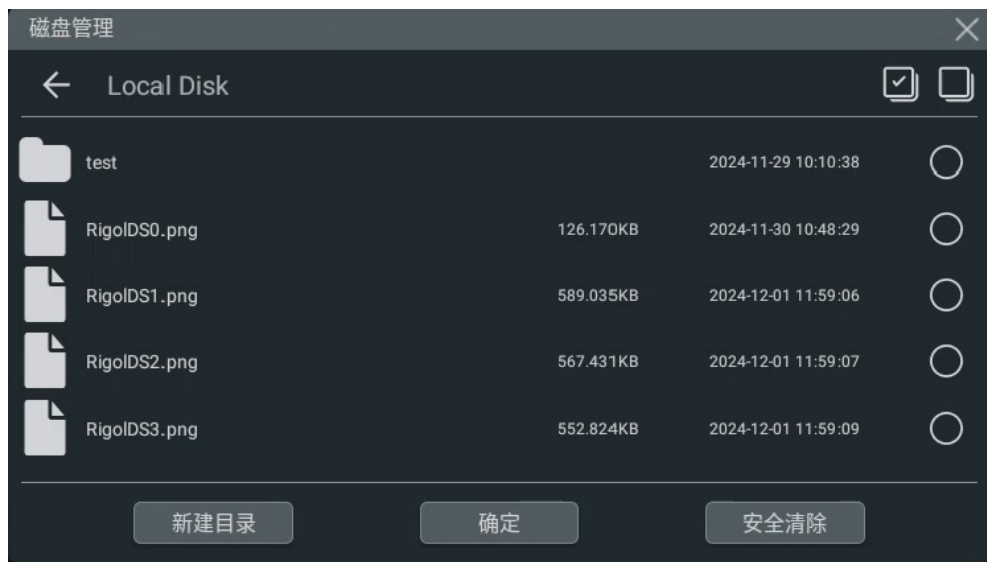 磁盘管理
Local Disk
test 2024-11-29 10:10:38
RigolDS0.png 126.170KB 2024-11-30 10:48:29
RigolDS1.png 589.035KB 2024-12-01 11:59:06
RigolDS2.png 567.431KB 2024-12-01 11:59:07
RigolDS3.png 552.824KB 2024-12-01 11:59:09
新建目录 确定 安全清除